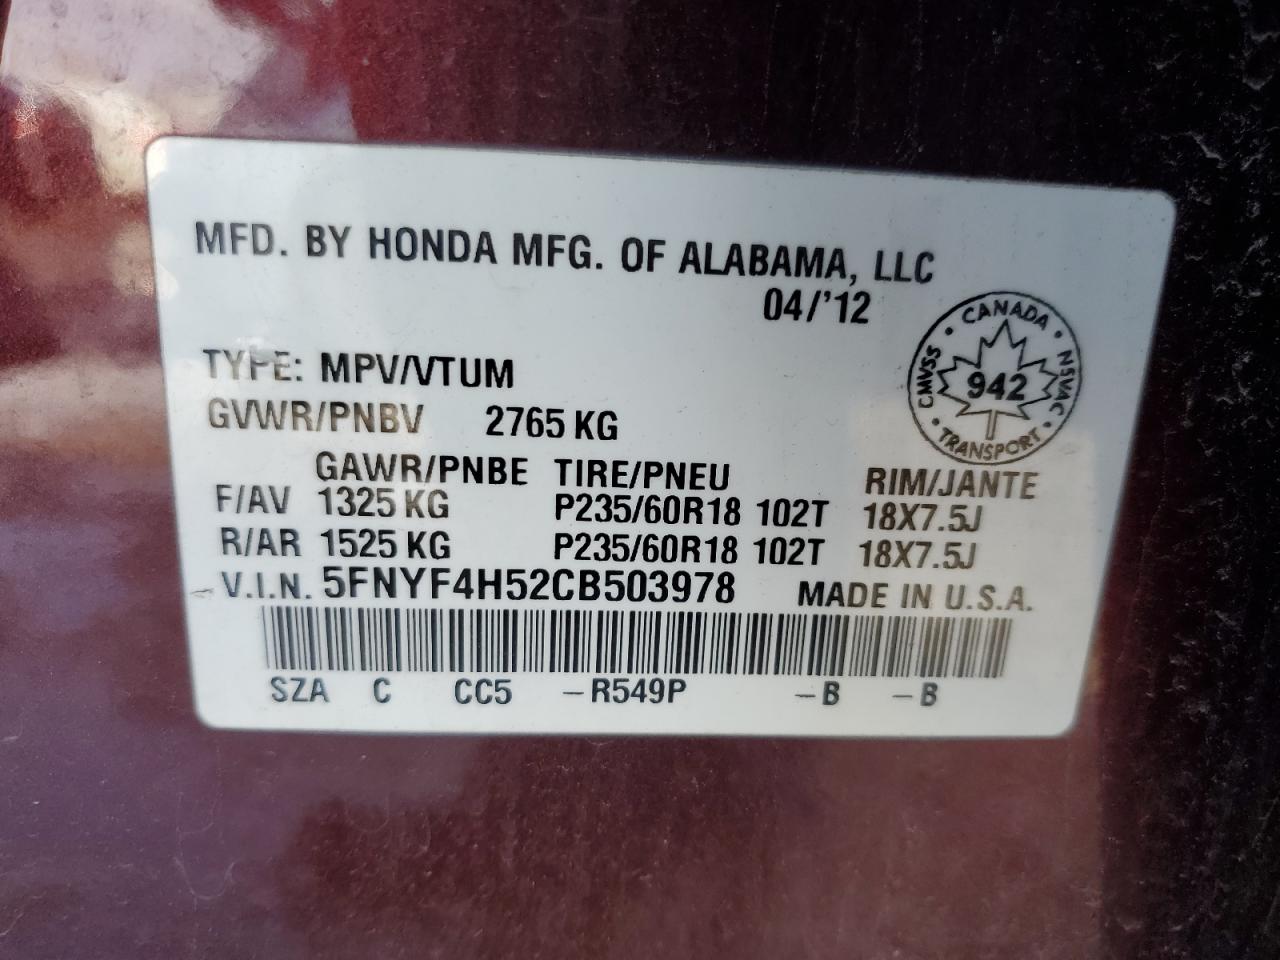 MFD. BY HONDA MFG. OF ALABAMA, LLC
04/'12
TYPE: MPV/VTUM
GVWR/PNBV 2765 KG
CANADA
CMVSS 942 NSVAC
TRANSPORT
GAWR/PNBE TIRE/PNEU RIM/JANTE
F/AV 1325 KG P235/60R18 102T 18X7.5J
R/AR 1525 KG P235/60R18 102T 18X7.5J
V.I.N. 5FNYF4H52CB503978 MADE IN U.S.A.
SZA C CC5 –R549P –B –B